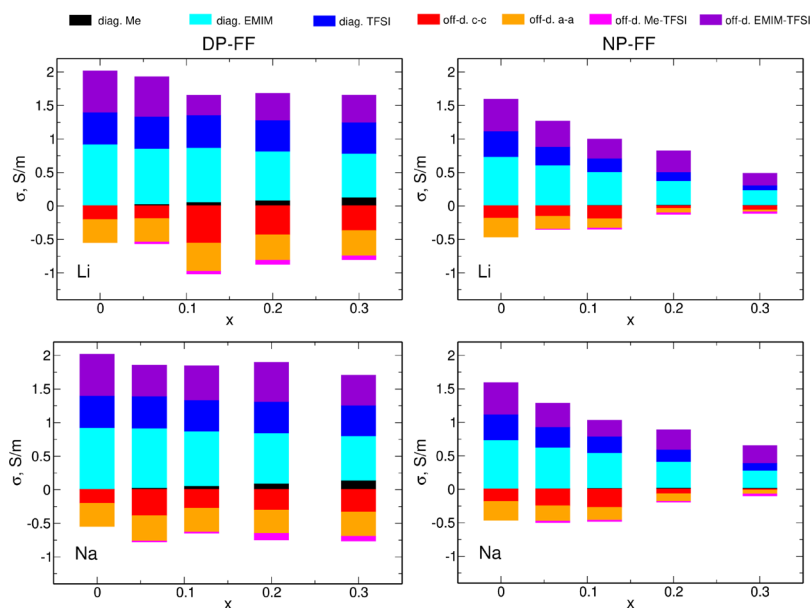 diag. Me diag. EMIM diag. TFSI off-d. c-c off-d. a-a off-d. Me-TFSI off-d. EMIM-TFSI
DP-FF NP-FF
2
1.5
1
0.5
0
-0.5
-1
σ, S/m
Li
0 0.1 0.2 0.3
x
2
1.5
1
0.5
0
-0.5
-1
σ, S/m
Li
0 0.1 0.2 0.3
x
2
1.5
1
0.5
0
-0.5
-1
σ, S/m
Na
0 0.1 0.2 0.3
x
2
1.5
1
0.5
0
-0.5
-1
σ, S/m
Na
0 0.1 0.2 0.3
x